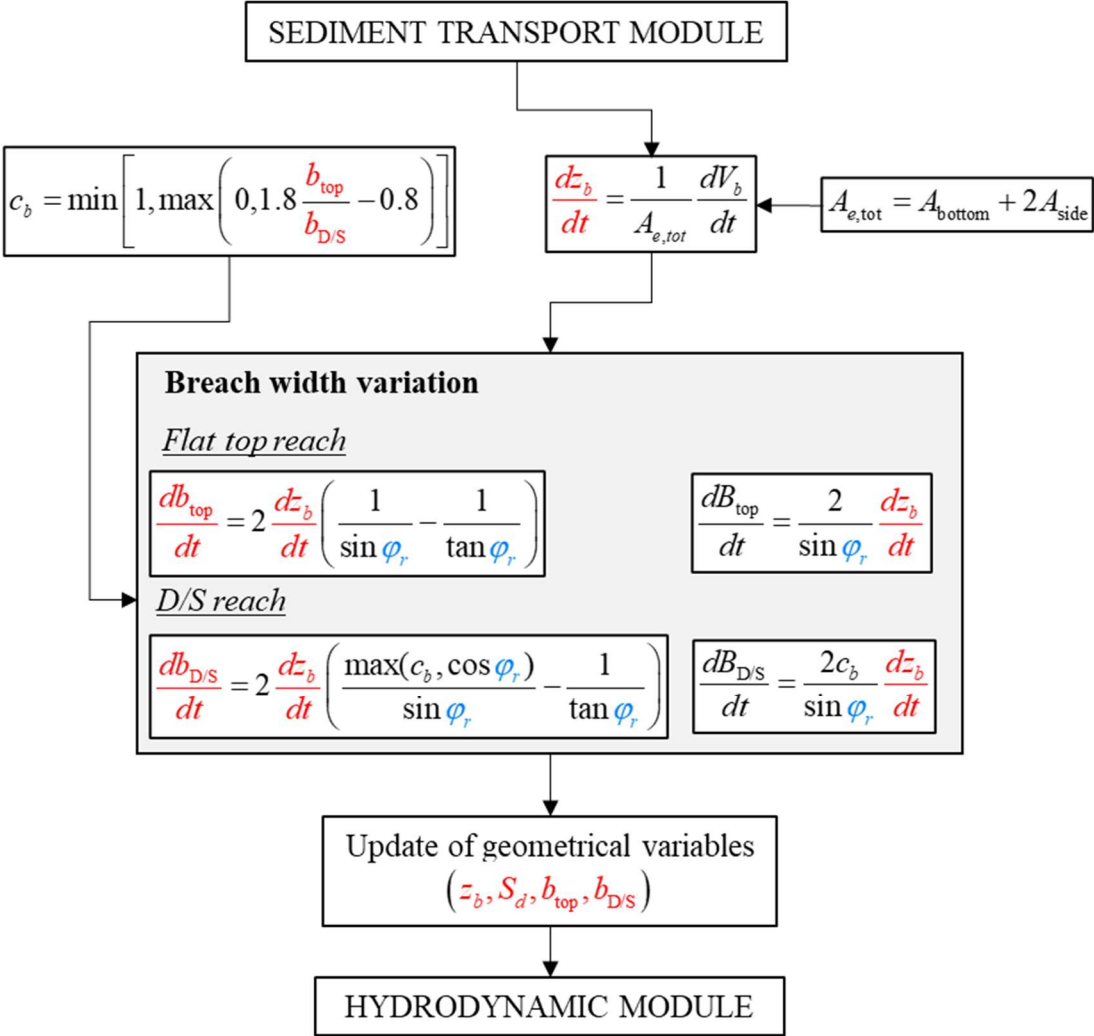 SEDIMENT TRANSPORT MODULE
c_b = min[1, max(0, 1.8 b_top/b_D/S − 0.8)]
dz_b/dt = 1/A_e,tot dV_b/dt
A_e,tot = A_bottom + 2A_side
Breach width variation
Flat top reach
db_top/dt = 2 dz_b/dt (1/sin φ_r − 1/tan φ_r)
dB_top/dt = 2/sin φ_r dz_b/dt
D/S reach
db_D/S/dt = 2 dz_b/dt (max(c_b, cos φ_r)/sin φ_r − 1/tan φ_r)
dB_D/S/dt = 2c_b/sin φ_r dz_b/dt
Update of geometrical variables
(z_b, S_d, b_top, b_D/S)
HYDRODYNAMIC MODULE